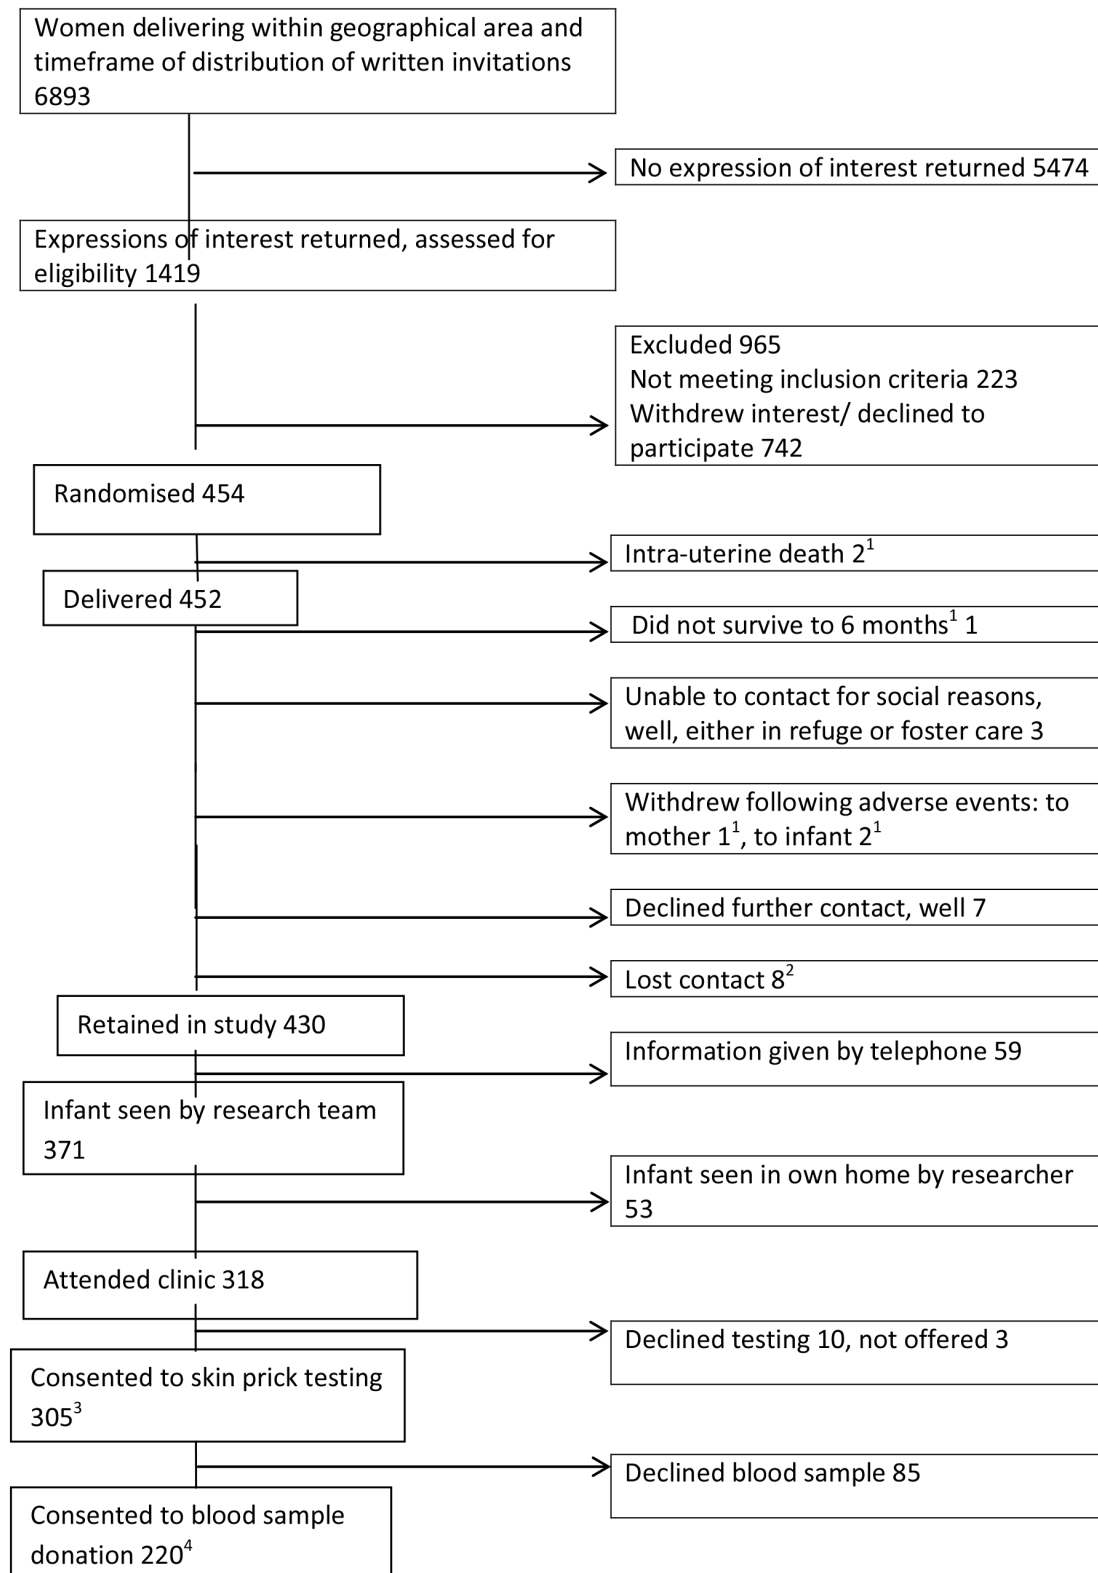 Women delivering within geographical area and
timeframe of distribution of written invitations
6893
No expression of interest returned 5474
Expressions of interest returned, assessed for
eligibility 1419
Excluded 965
Not meeting inclusion criteria 223
Withdrew interest/ declined to
participate 742
Randomised 454
Intra-uterine death 2¹
Delivered 452
Did not survive to 6 months¹ 1
Unable to contact for social reasons,
well, either in refuge or foster care 3
Withdrew following adverse events: to
mother 1¹, to infant 2¹
Declined further contact, well 7
Lost contact 8²
Retained in study 430
Information given by telephone 59
Infant seen by research team
371
Infant seen in own home by researcher
53
Attended clinic 318
Declined testing 10, not offered 3
Consented to skin prick testing
305³
Declined blood sample 85
Consented to blood sample
donation 220⁴